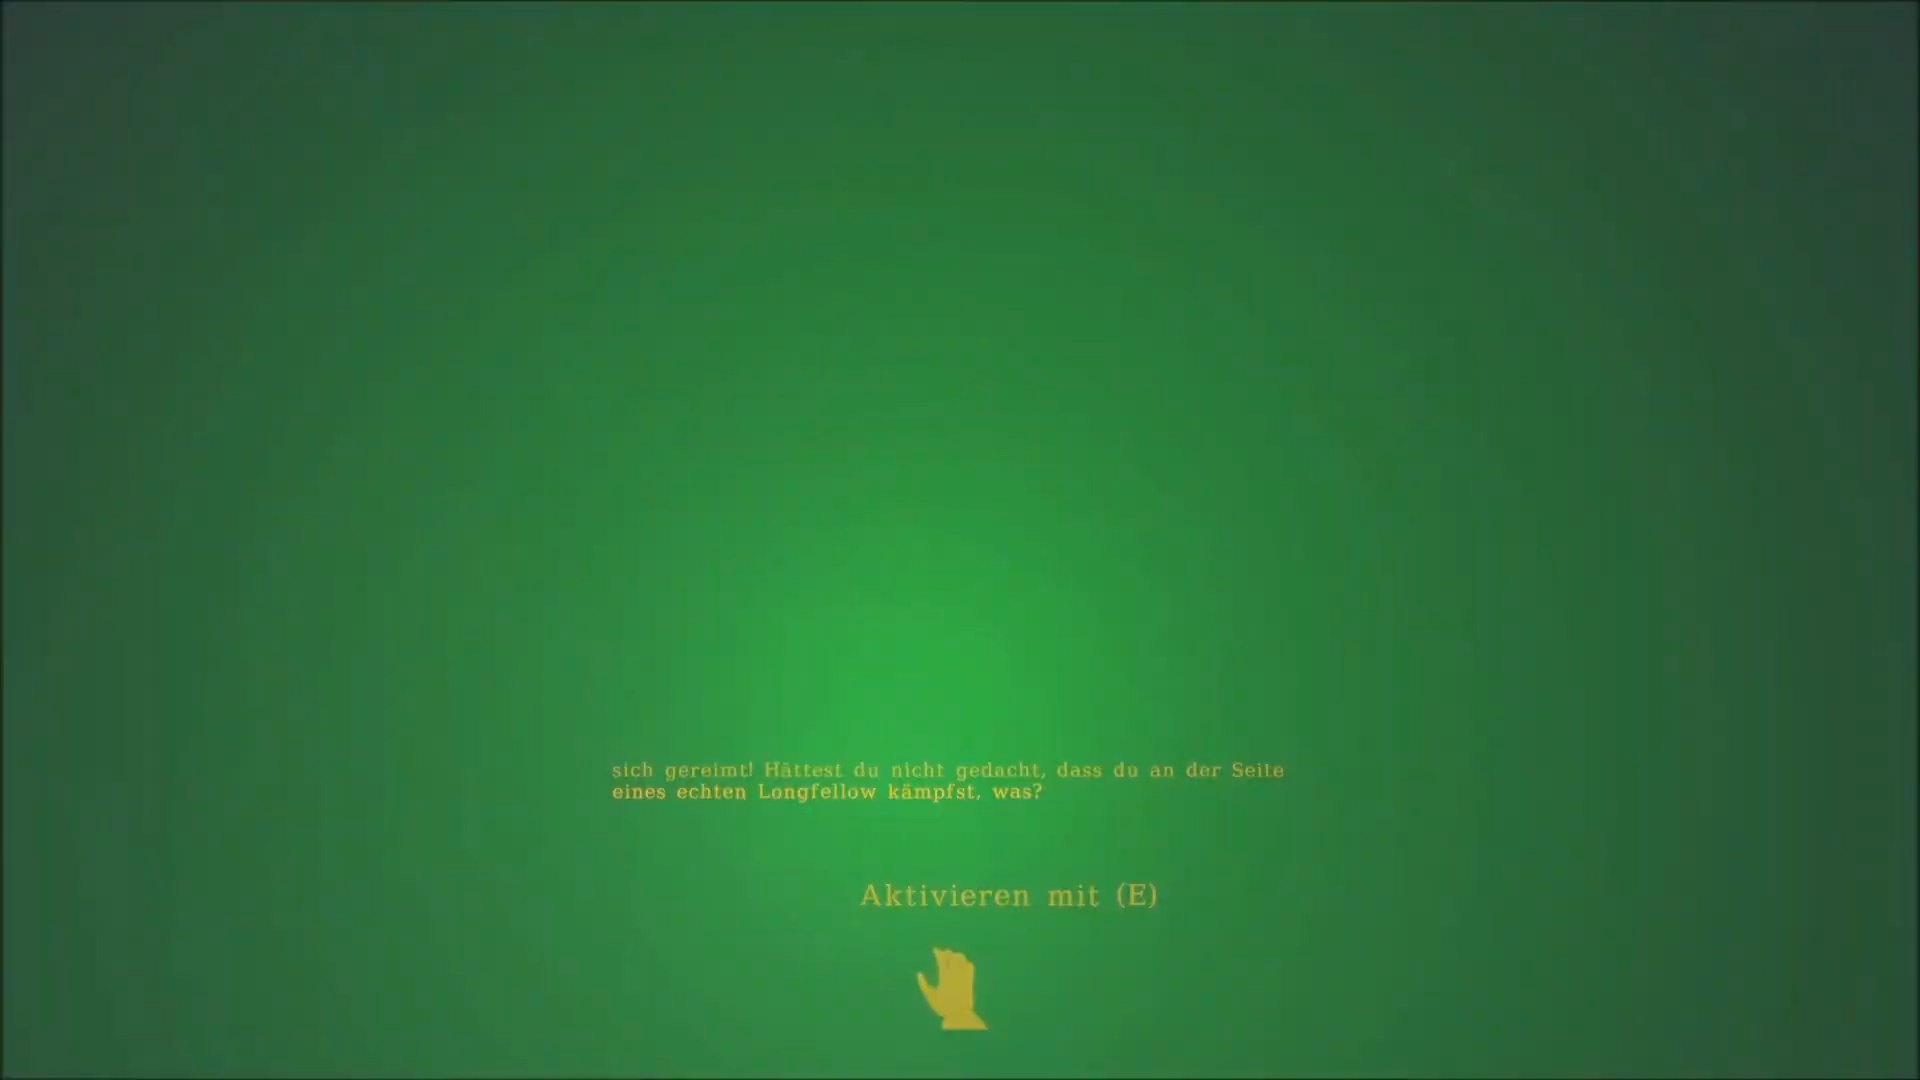 sich gereimt! Hättest du nicht gedacht, dass du an der Seite
eines echten Longfellow kämpfst, was?
Aktivieren mit (E)